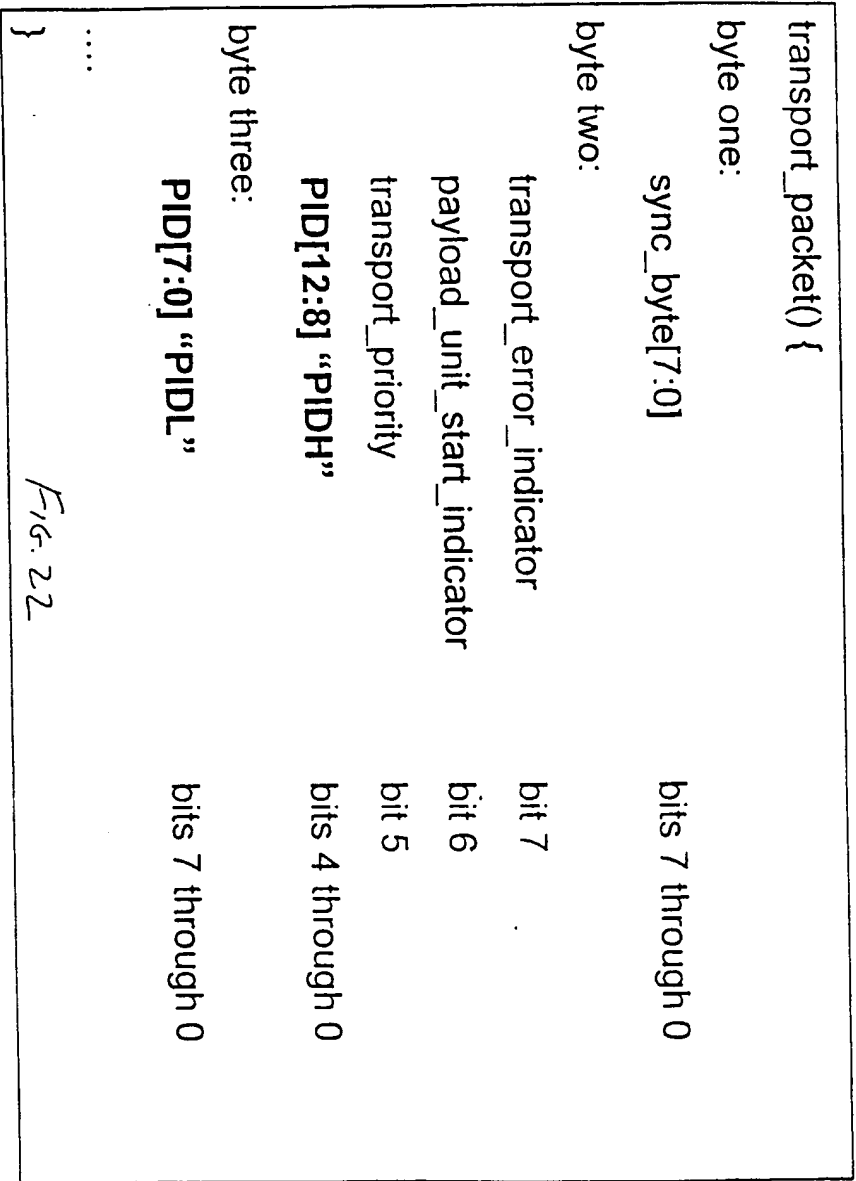 transport_packet() {
byte one:
sync_byte[7:0] bits 7 through 0
byte two:
transport_error_indicator bit 7
payload_unit_start_indicator bit 6
transport_priority bit 5
PID[12:8] “PIDH” bits 4 through 0
byte three:
PID[7:0] “PIDL” bits 7 through 0
....
}
FIG. 22